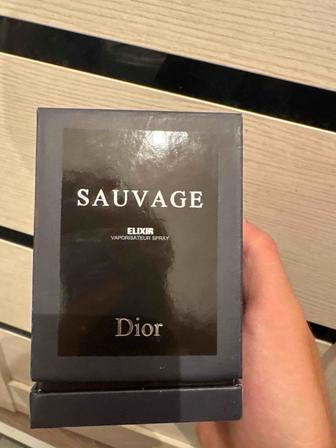 SAUVAGE
ELIXIR
VAPORISATEUR SPRAY
Dior